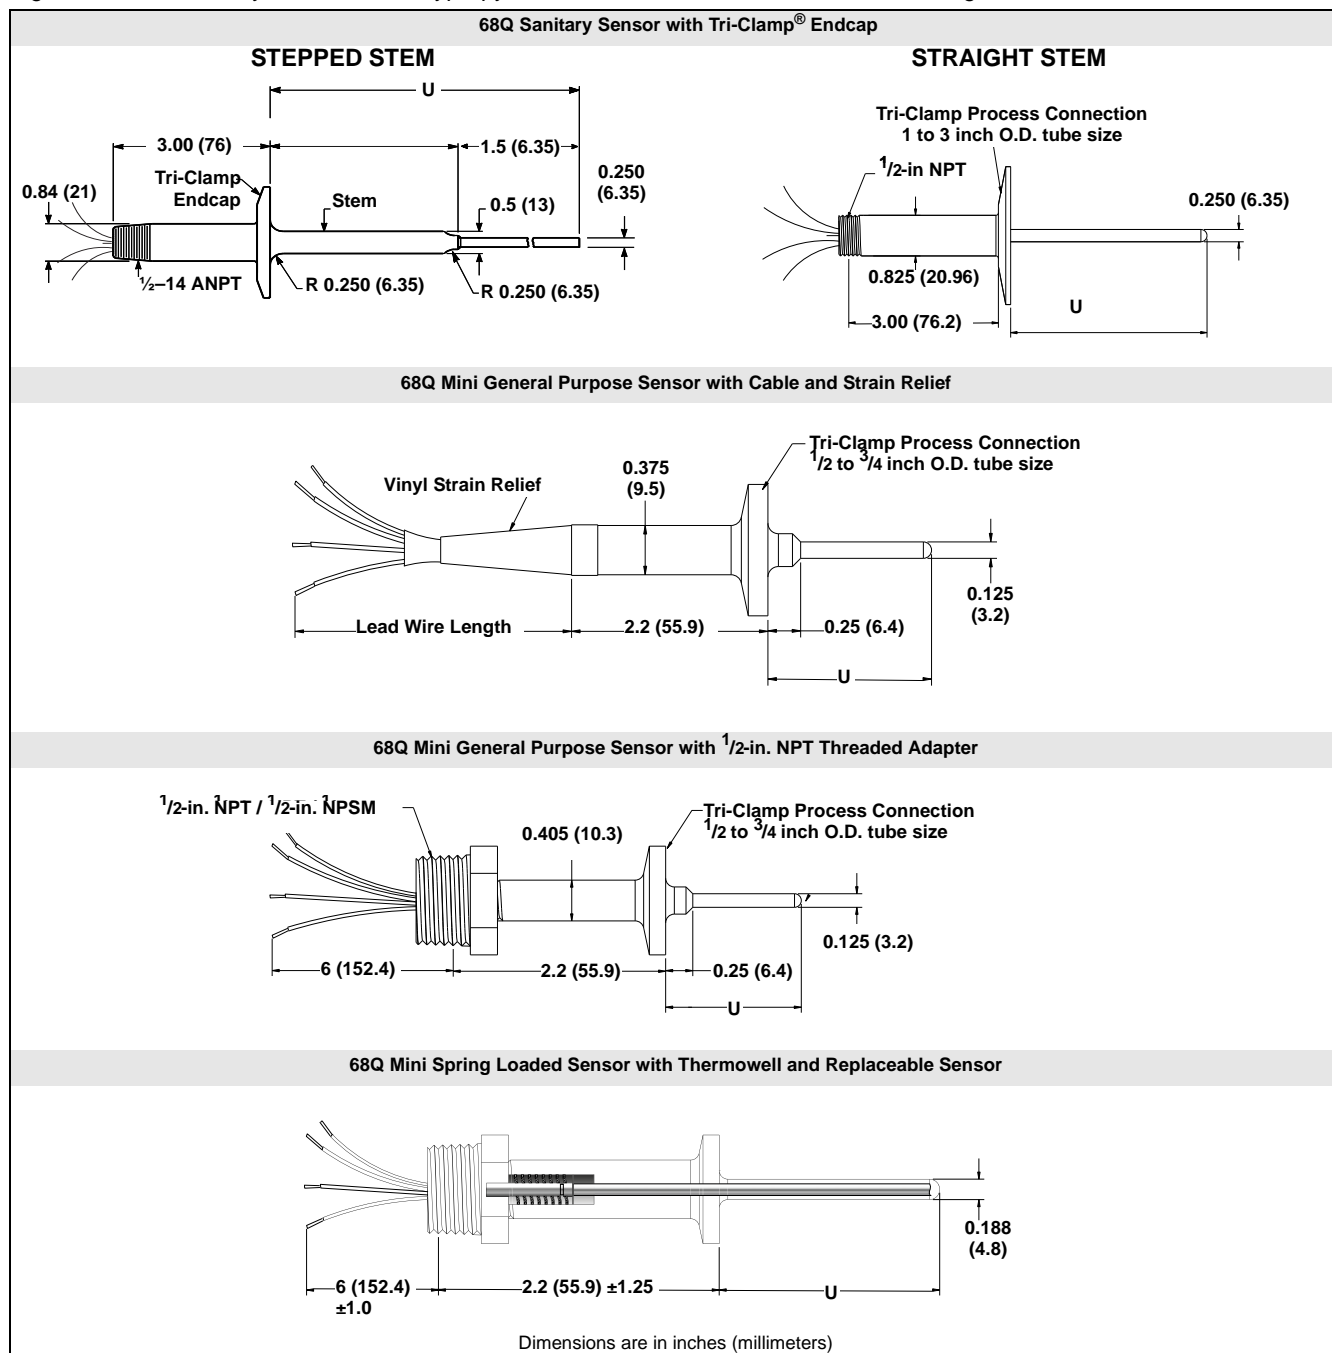 68Q Sanitary Sensor with Tri-Clamp® Endcap
STEPPED STEM
STRAIGHT STEM
U
3.00 (76)
1.5 (6.35)
0.84 (21)
Tri-Clamp
Endcap
Stem
0.5 (13)
0.250
(6.35)
½–14 ANPT
R 0.250 (6.35)
R 0.250 (6.35)
Tri-Clamp Process Connection
1 to 3 inch O.D. tube size
1/2-in NPT
0.250 (6.35)
0.825 (20.96)
U
3.00 (76.2)
68Q Mini General Purpose Sensor with Cable and Strain Relief
Tri-Clamp Process Connection
1/2 to 3/4 inch O.D. tube size
Vinyl Strain Relief
0.375
(9.5)
0.125
(3.2)
Lead Wire Length
2.2 (55.9)
0.25 (6.4)
U
68Q Mini General Purpose Sensor with 1/2-in. NPT Threaded Adapter
1/2-in. NPT / 1/2-in. NPSM
Tri-Clamp Process Connection
1/2 to 3/4 inch O.D. tube size
0.405 (10.3)
0.125 (3.2)
6 (152.4)
2.2 (55.9)
0.25 (6.4)
U
68Q Mini Spring Loaded Sensor with Thermowell and Replaceable Sensor
0.188
(4.8)
6 (152.4)
±1.0
2.2 (55.9) ±1.25
U
Dimensions are in inches (millimeters)